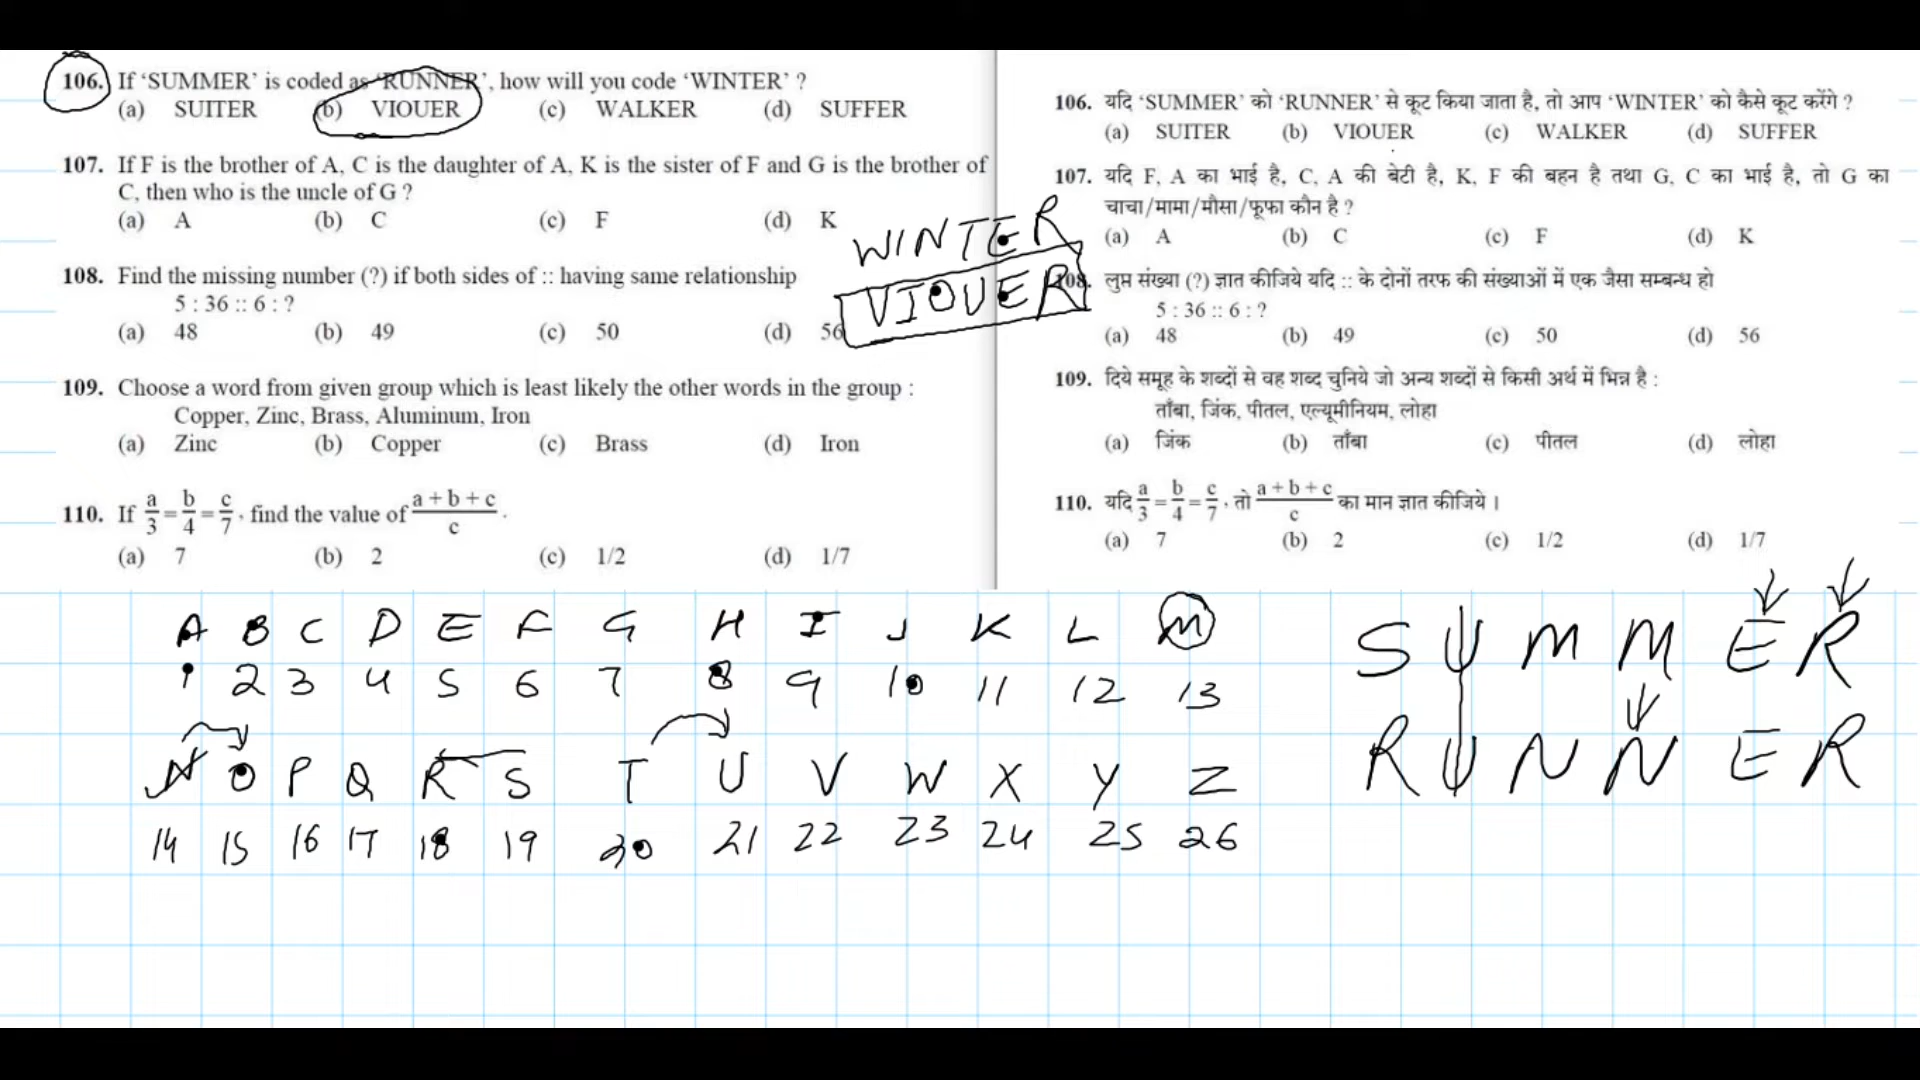 106. If ‘SUMMER’ is coded as ‘RUNNER’, how will you code ‘WINTER’ ?
(a) SUITER (b) VIOUER (c) WALKER (d) SUFFER
107. If F is the brother of A, C is the daughter of A, K is the sister of F and G is the brother of
C, then who is the uncle of G ?
(a) A (b) C (c) F (d) K
108. Find the missing number (?) if both sides of :: having same relationship
5 : 36 :: 6 : ?
(a) 48 (b) 49 (c) 50 (d) 56
109. Choose a word from given group which is least likely the other words in the group :
Copper, Zinc, Brass, Aluminum, Iron
(a) Zinc (b) Copper (c) Brass (d) Iron
110. If a/3 = b/4 = c/7, find the value of (a + b + c)/c .
(a) 7 (b) 2 (c) 1/2 (d) 1/7
WINTER
VIOUER
106. यदि ‘SUMMER’ को ‘RUNNER’ से कूट किया जाता है, तो आप ‘WINTER’ को कैसे कूट करेंगे ?
(a) SUITER (b) VIOUER (c) WALKER (d) SUFFER
107. यदि F, A का भाई है, C, A की बेटी है, K, F की बहन है तथा G, C का भाई है, तो G का
चाचा/मामा/मौसा/फूफा कौन है ?
(a) A (b) C (c) F (d) K
108. लुप्त संख्या (?) ज्ञात कीजिये यदि :: के दोनों तरफ की संख्याओं में एक जैसा सम्बन्ध हो
5 : 36 :: 6 : ?
(a) 48 (b) 49 (c) 50 (d) 56
109. दिये समूह के शब्दों से वह शब्द चुनिये जो अन्य शब्दों से किसी अर्थ में भिन्न है :
ताँबा, जिंक, पीतल, एल्यूमीनियम, लोहा
(a) जिंक (b) ताँबा (c) पीतल (d) लोहा
110. यदि a/3 = b/4 = c/7, तो (a + b + c)/c का मान ज्ञात कीजिये ।
(a) 7 (b) 2 (c) 1/2 (d) 1/7
A B C D E F G H I J K L M
1 2 3 4 5 6 7 8 9 10 11 12 13
N O P Q R S T U V W X Y Z
14 15 16 17 18 19 20 21 22 23 24 25 26
S U M M E R
R U N N E R